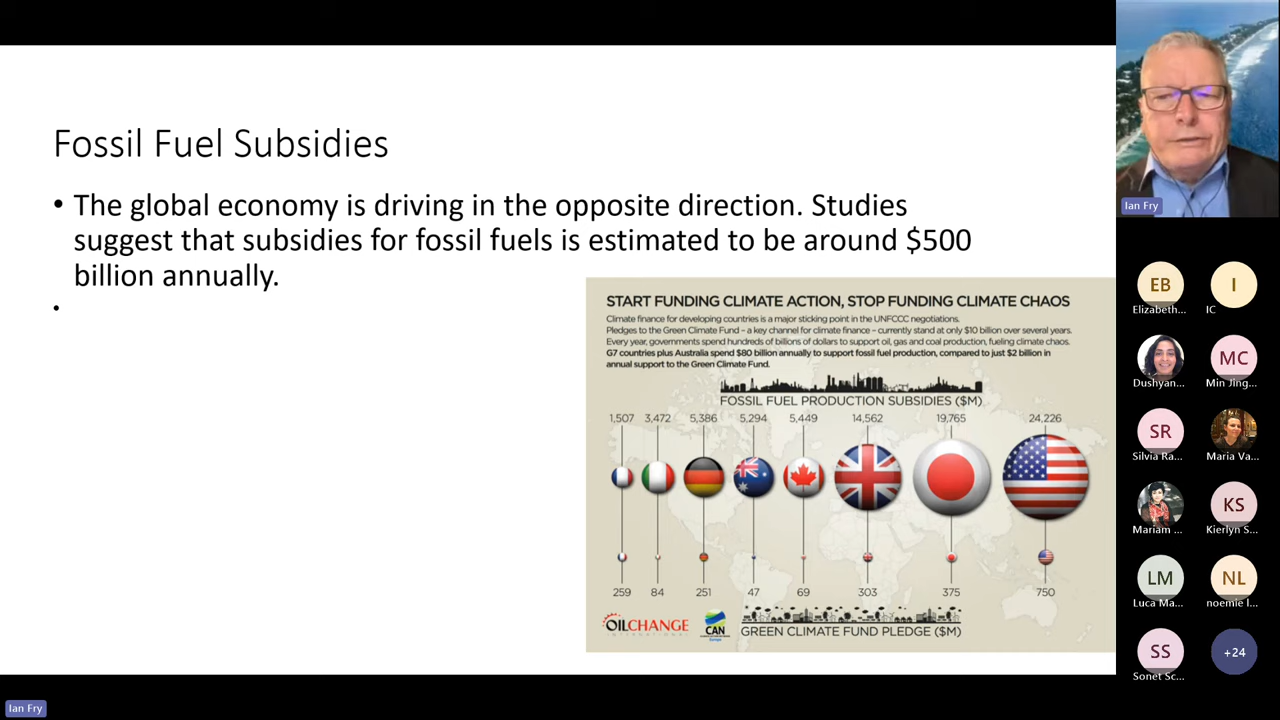 Fossil Fuel Subsidies
• The global economy is driving in the opposite direction. Studies
suggest that subsidies for fossil fuels is estimated to be around $500
billion annually.
•
START FUNDING CLIMATE ACTION, STOP FUNDING CLIMATE CHAOS
Climate finance for developing countries is a major sticking point in the UNFCCC negotiations.
Pledges to the Green Climate Fund – a key channel for climate finance – currently stand at only $10 billion over several years.
Every year, governments spend hundreds of billions of dollars to support oil, gas and coal production, fueling climate chaos.
G7 countries plus Australia spend $80 billion annually to support fossil fuel production, compared to just $2 billion in
annual support to the Green Climate Fund.
FOSSIL FUEL PRODUCTION SUBSIDIES ($M)
1,507 3,472 5,386 5,294 5,449 14,562 19,765 24,226
259 84 251 47 69 303 375 750
OILCHANGE
INTERNATIONAL
CAN
Europe
GREEN CLIMATE FUND PLEDGE ($M)
Ian Fry
EB I
Elizabeth... IC
MC
Dushyan... Min Jing...
SR
Silvia Ra... Maria Va...
KS
Mariam ... Kierlyn S...
LM NL
Luca Ma... noemie l...
SS +24
Sonet Sc...
Ian Fry